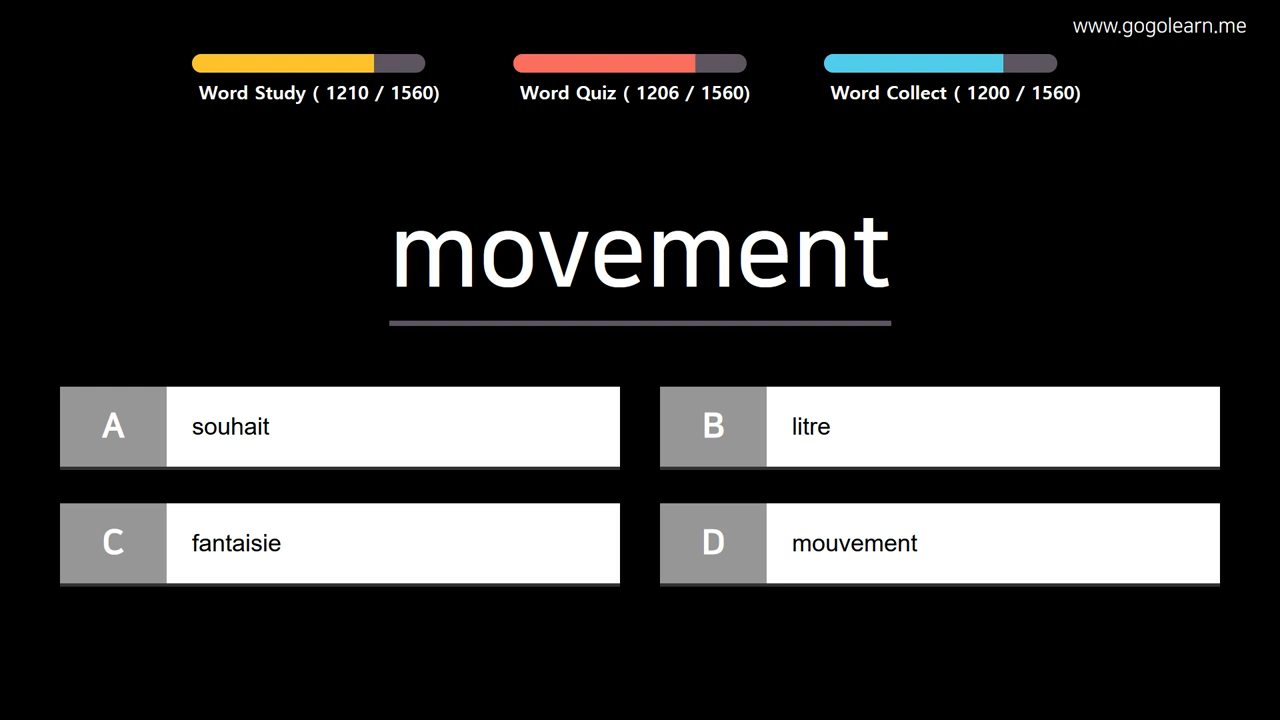 www.gogolearn.me
Word Study ( 1210 / 1560)
Word Quiz ( 1206 / 1560)
Word Collect ( 1200 / 1560)
movement
A souhait
B litre
C fantaisie
D mouvement